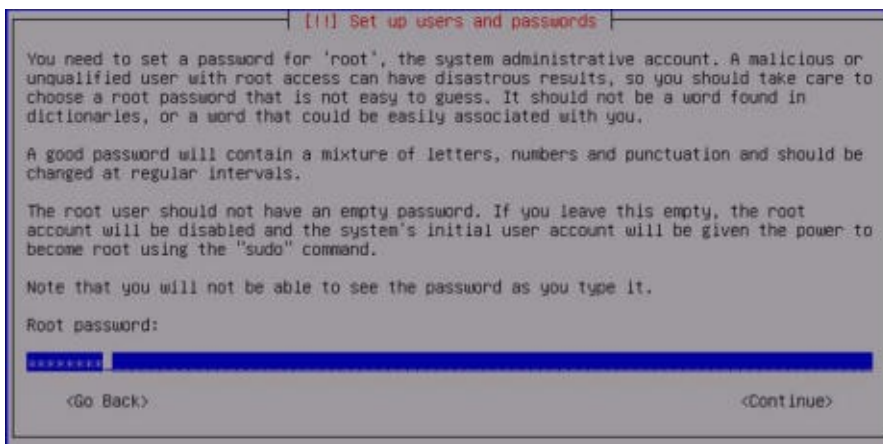 [!!] Set up users and passwords
You need to set a password for 'root', the system administrative account. A malicious or
unqualified user with root access can have disastrous results, so you should take care to
choose a root password that is not easy to guess. It should not be a word found in
dictionaries, or a word that could be easily associated with you.
A good password will contain a mixture of letters, numbers and punctuation and should be
changed at regular intervals.
The root user should not have an empty password. If you leave this empty, the root
account will be disabled and the system's initial user account will be given the power to
become root using the "sudo" command.
Note that you will not be able to see the password as you type it.
Root password:
********
<Go Back> <Continue>